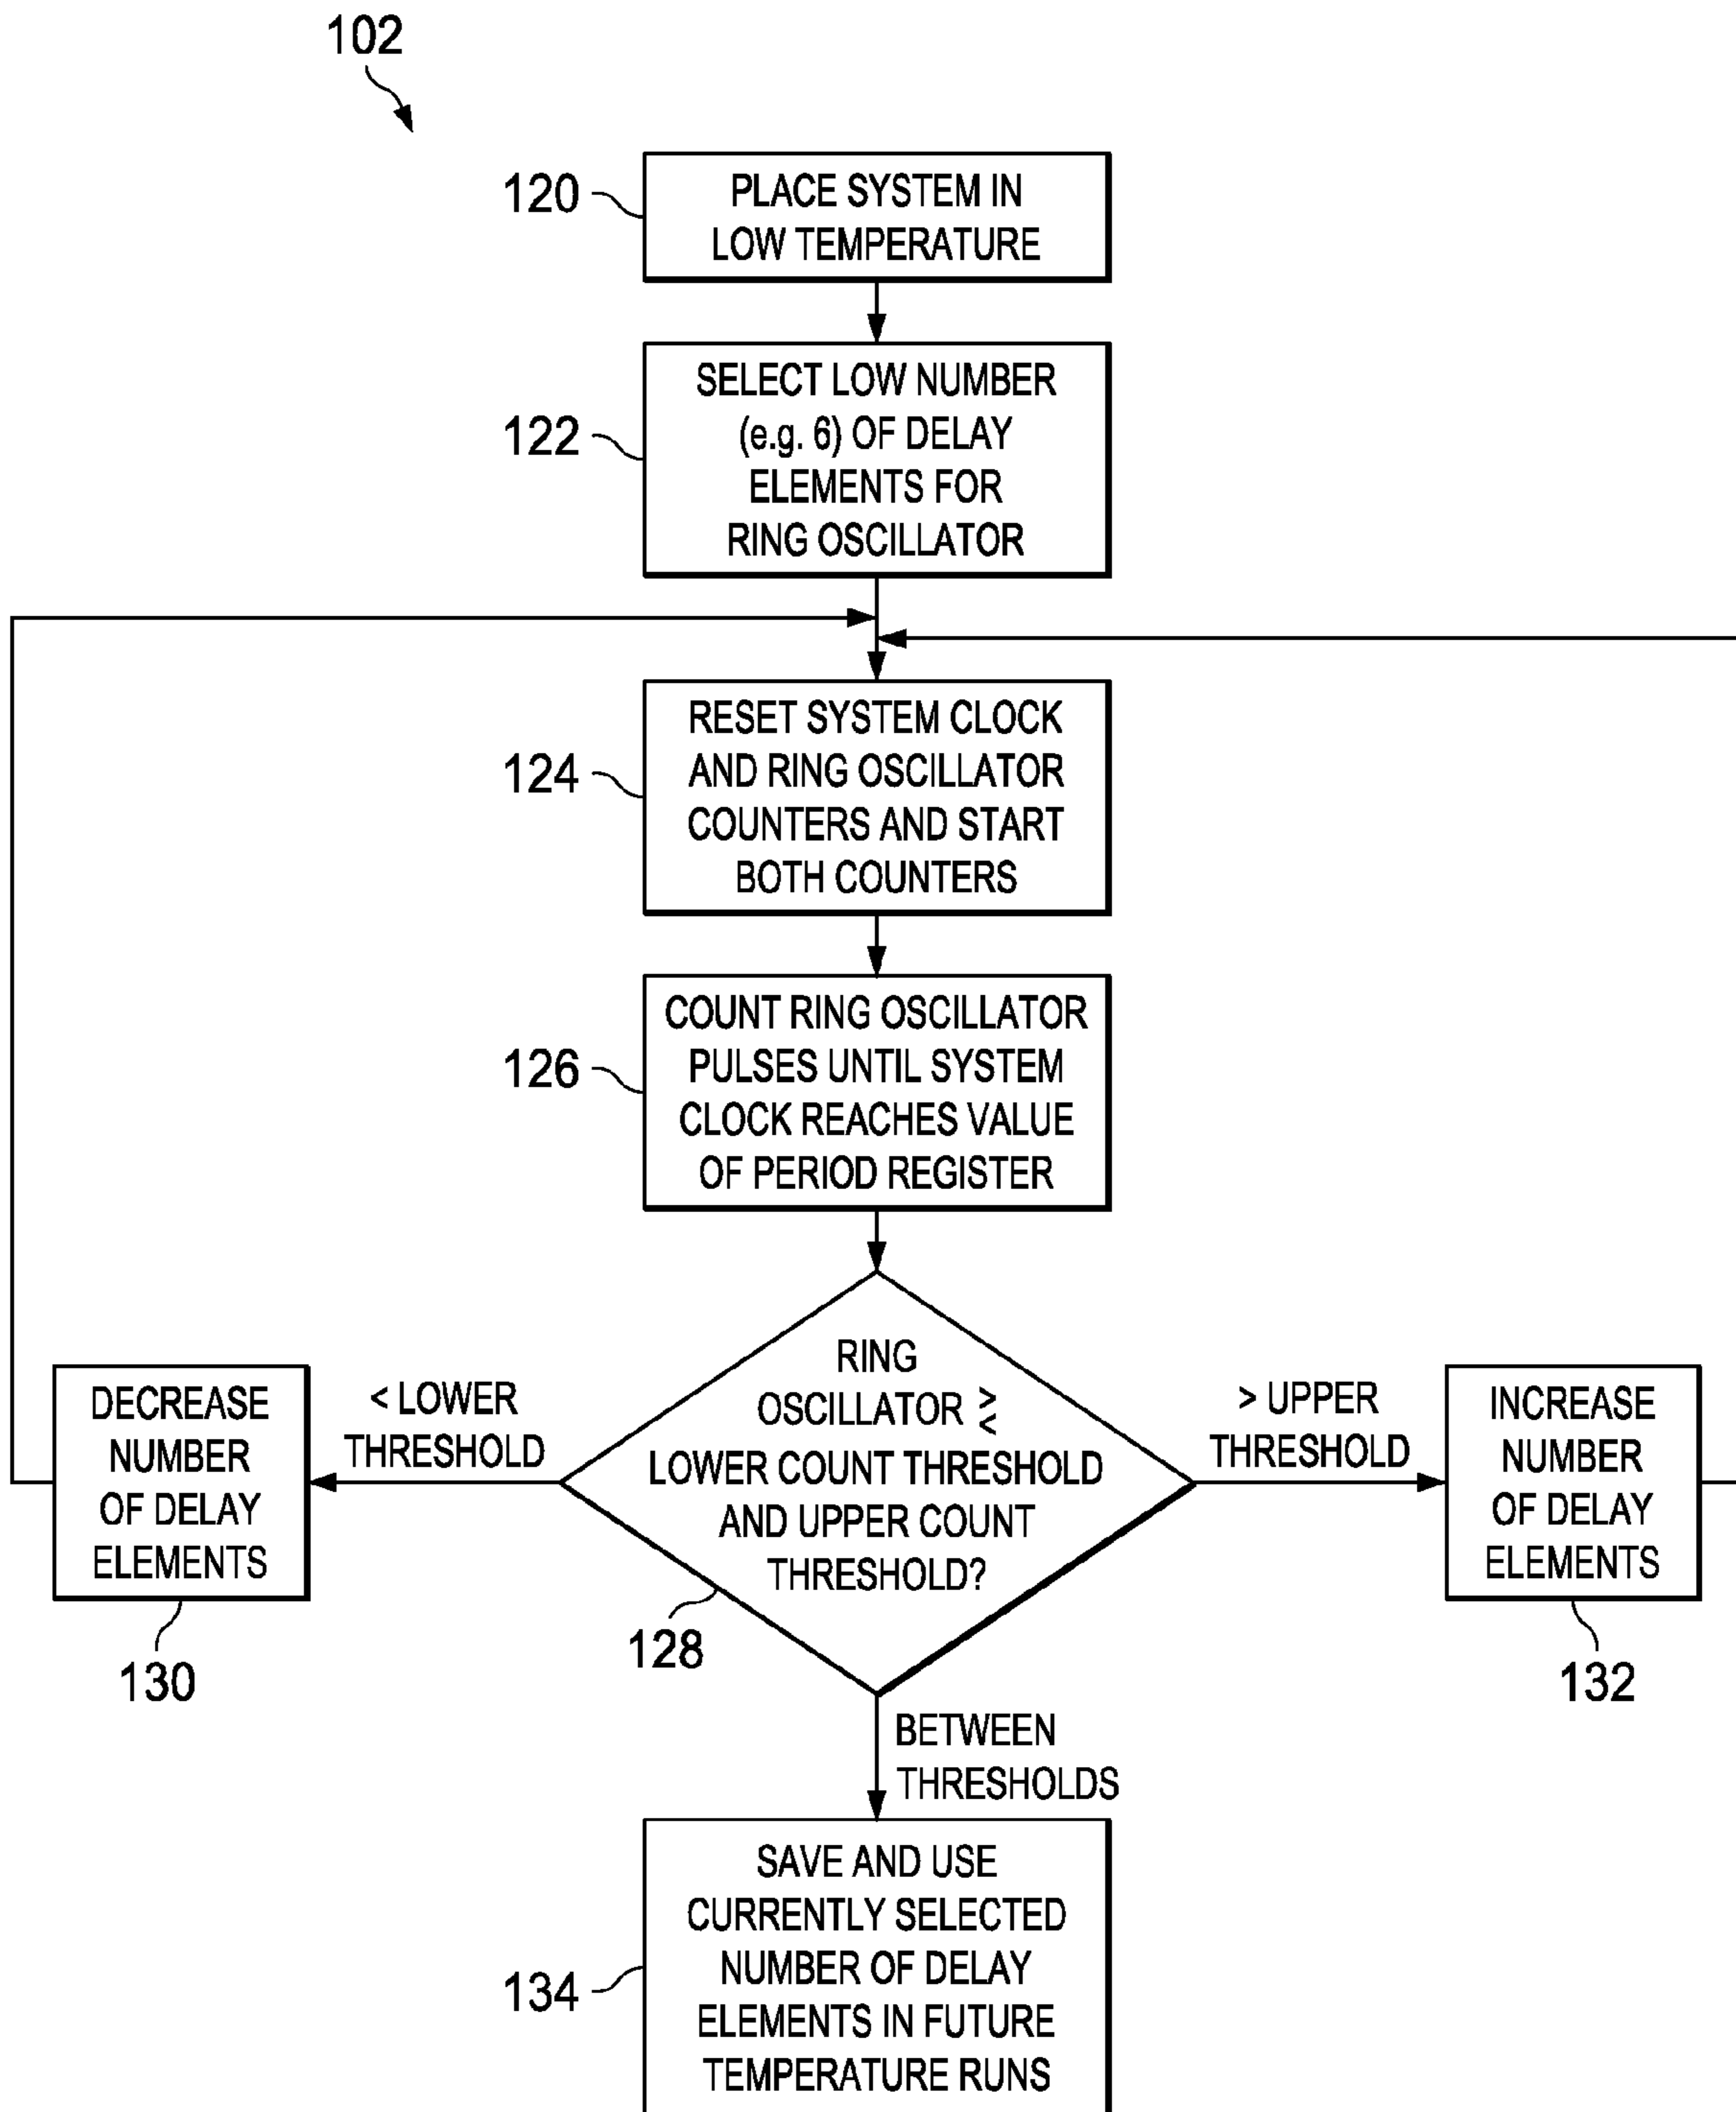 102
120
PLACE SYSTEM IN
LOW TEMPERATURE
122
SELECT LOW NUMBER
(e.g. 6) OF DELAY
ELEMENTS FOR
RING OSCILLATOR
124
RESET SYSTEM CLOCK
AND RING OSCILLATOR
COUNTERS AND START
BOTH COUNTERS
126
COUNT RING OSCILLATOR
PULSES UNTIL SYSTEM
CLOCK REACHES VALUE
OF PERIOD REGISTER
RING
OSCILLATOR ≷
LOWER COUNT THRESHOLD
AND UPPER COUNT
THRESHOLD?
128
< LOWER
THRESHOLD
DECREASE
NUMBER
OF DELAY
ELEMENTS
130
> UPPER
THRESHOLD
INCREASE
NUMBER
OF DELAY
ELEMENTS
132
BETWEEN
THRESHOLDS
134
SAVE AND USE
CURRENTLY SELECTED
NUMBER OF DELAY
ELEMENTS IN FUTURE
TEMPERATURE RUNS